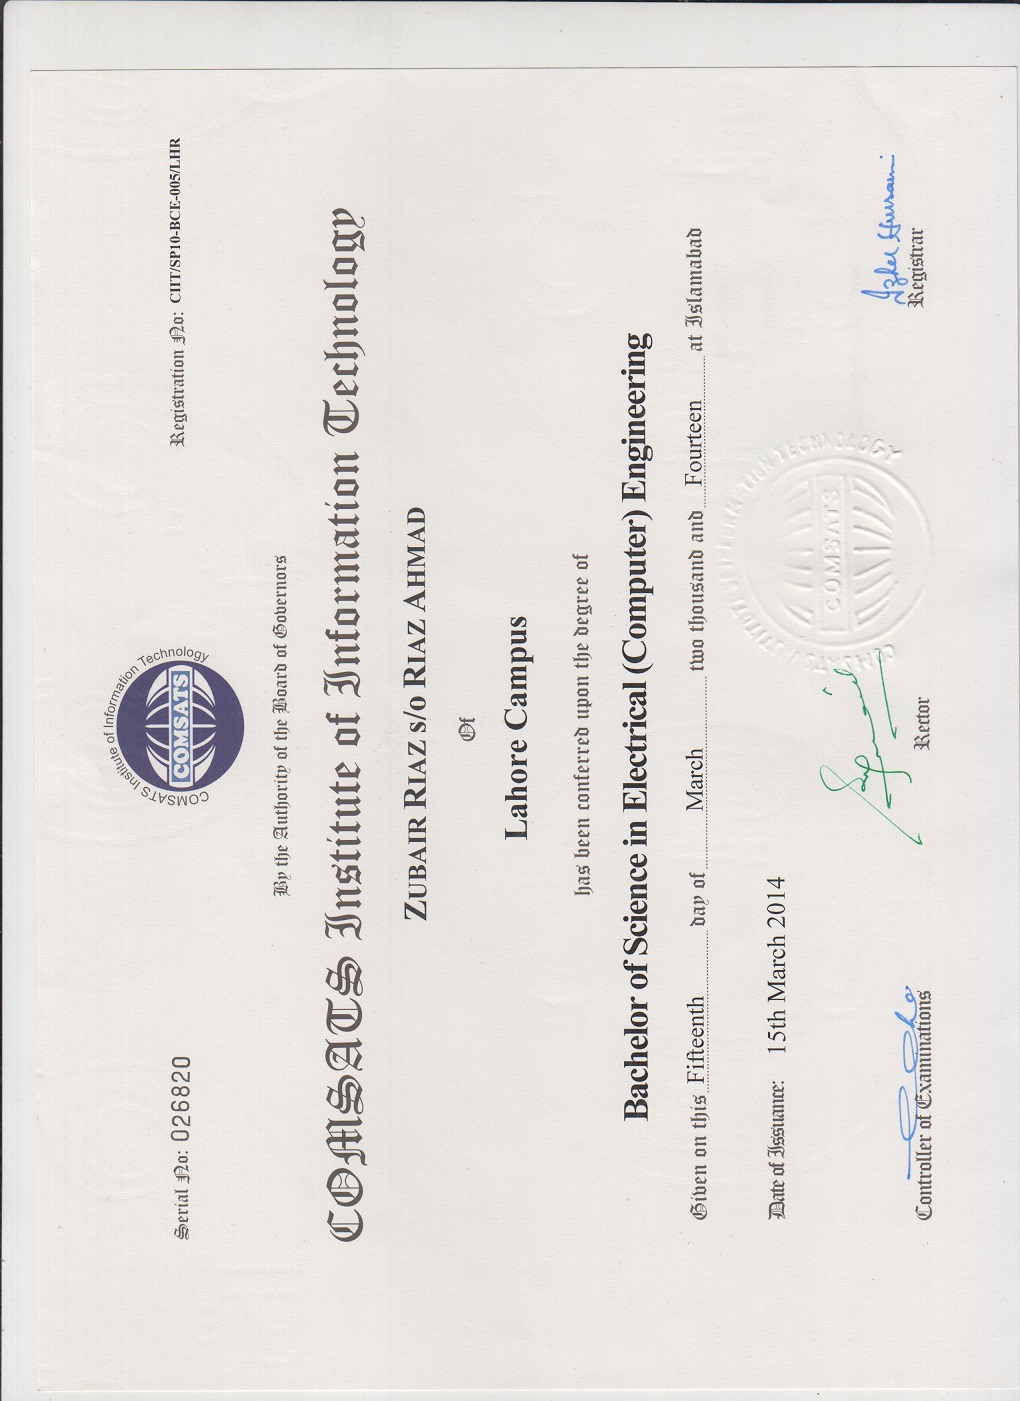 Serial No: 026820
Registration No: CIIT/SP10-BCE-005/LHR
COMSATS Institute of Information Technology
COMSATS
By the Authority of the Board of Governors
COMSATS Institute of Information Technology
ZUBAIR RIAZ s/o RIAZ AHMAD
Of
Lahore Campus
has been conferred upon the degree of
Bachelor of Science in Electrical (Computer) Engineering
Given on this Fifteenth day of March two thousand and Fourteen at Islamabad
Date of Issuance: 15th March 2014
COMSATS INSTITUTE OF INFORMATION TECHNOLOGY
COMSATS
Controller of Examinations
Rector
Registrar